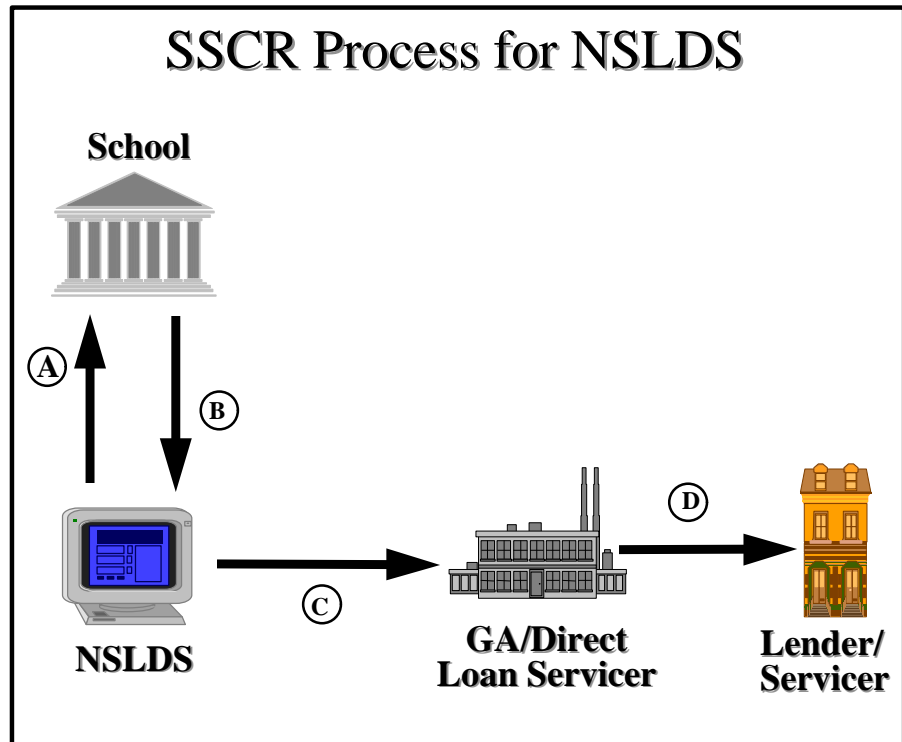 SSCR Process for NSLDS
School
A
B
C
D
NSLDS
GA/Direct
Loan Servicer
Lender/
Servicer